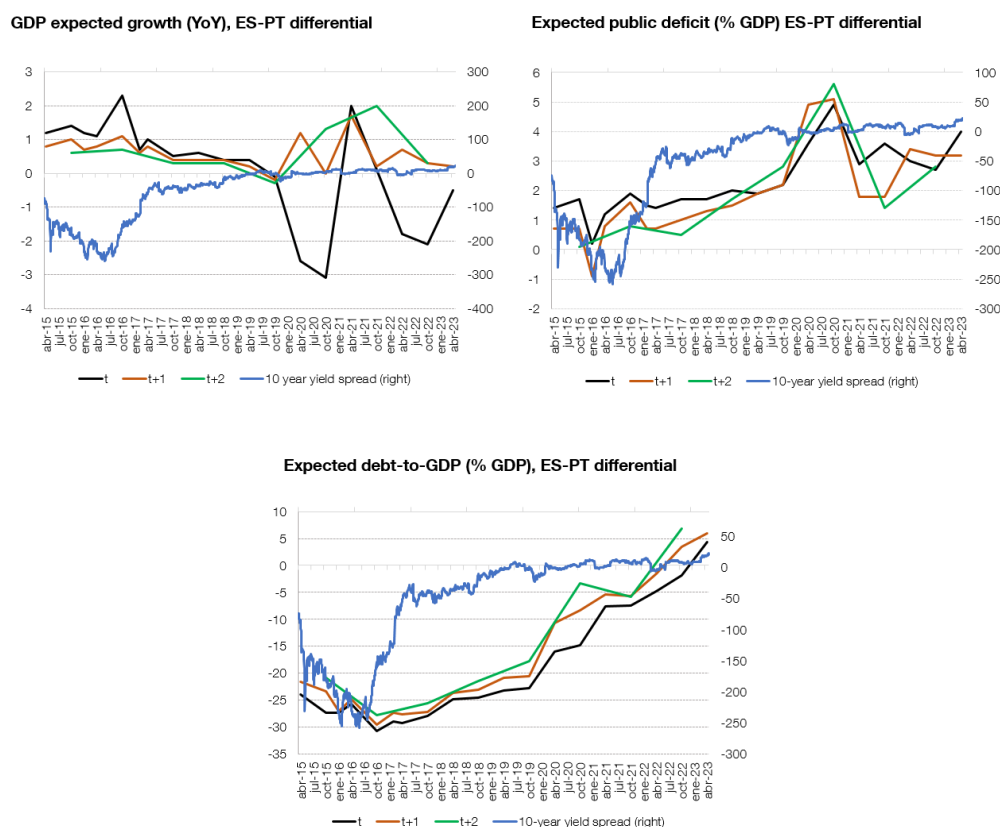 GDP expected growth (YoY), ES-PT differential
3
2
1
0
-1
-2
-3
-4
300
200
100
0
-100
-200
-300
-400
abr-15
jul-15
oct-15
ene-16
abr-16
jul-16
oct-16
ene-17
abr-17
jul-17
oct-17
ene-18
abr-18
jul-18
oct-18
ene-19
abr-19
jul-19
oct-19
ene-20
abr-20
jul-20
oct-20
ene-21
abr-21
jul-21
oct-21
ene-22
abr-22
jul-22
oct-22
ene-23
abr-23
t t+1 t+2 10 year yield spread (right)
Expected public deficit (% GDP) ES-PT differential
6
5
4
3
2
1
0
-1
-2
100
50
0
-50
-100
-150
-200
-250
-300
abr-15
jul-15
oct-15
ene-16
abr-16
jul-16
oct-16
ene-17
abr-17
jul-17
oct-17
ene-18
abr-18
jul-18
oct-18
ene-19
abr-19
jul-19
oct-19
ene-20
abr-20
jul-20
oct-20
ene-21
abr-21
jul-21
oct-21
ene-22
abr-22
jul-22
oct-22
ene-23
abr-23
t t+1 t+2 10-year yield spread (right)
Expected debt-to-GDP (% GDP), ES-PT differential
10
5
0
-5
-10
-15
-20
-25
-30
-35
50
0
-50
-100
-150
-200
-250
-300
abr-15
jul-15
oct-15
ene-16
abr-16
jul-16
oct-16
ene-17
abr-17
jul-17
oct-17
ene-18
abr-18
jul-18
oct-18
ene-19
abr-19
jul-19
oct-19
ene-20
abr-20
jul-20
oct-20
ene-21
abr-21
jul-21
oct-21
ene-22
abr-22
jul-22
oct-22
ene-23
abr-23
t t+1 t+2 10-year yield spread (right)